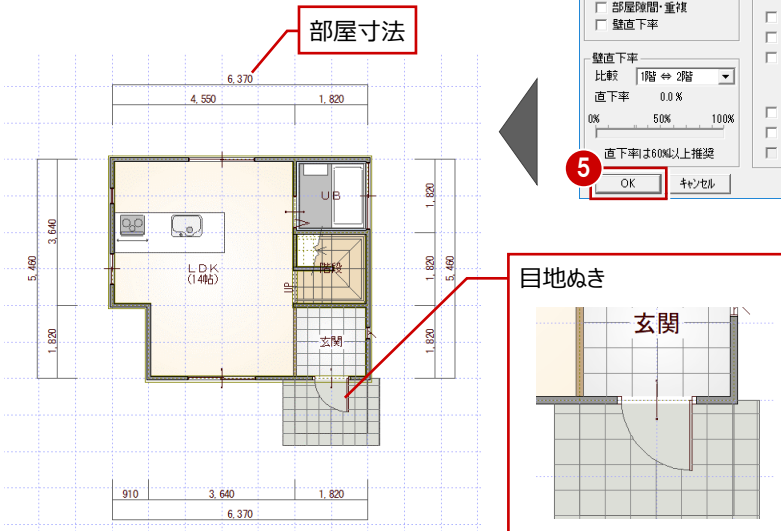 部屋寸法
6,370
4,550
1,820
5,460
3,640
1,820
LDK
(14帖)
UB
階段
UP
玄関
1,820
1,820
1,820
5,460
910
3,640
1,820
6,370
部屋隙間・重複
壁直下率
壁直下率
比較
1階 ⇔ 2階
直下率
0.0 %
0%
50%
100%
直下率は60%以上推奨
5
OK
キャンセル
目地ぬき
玄関